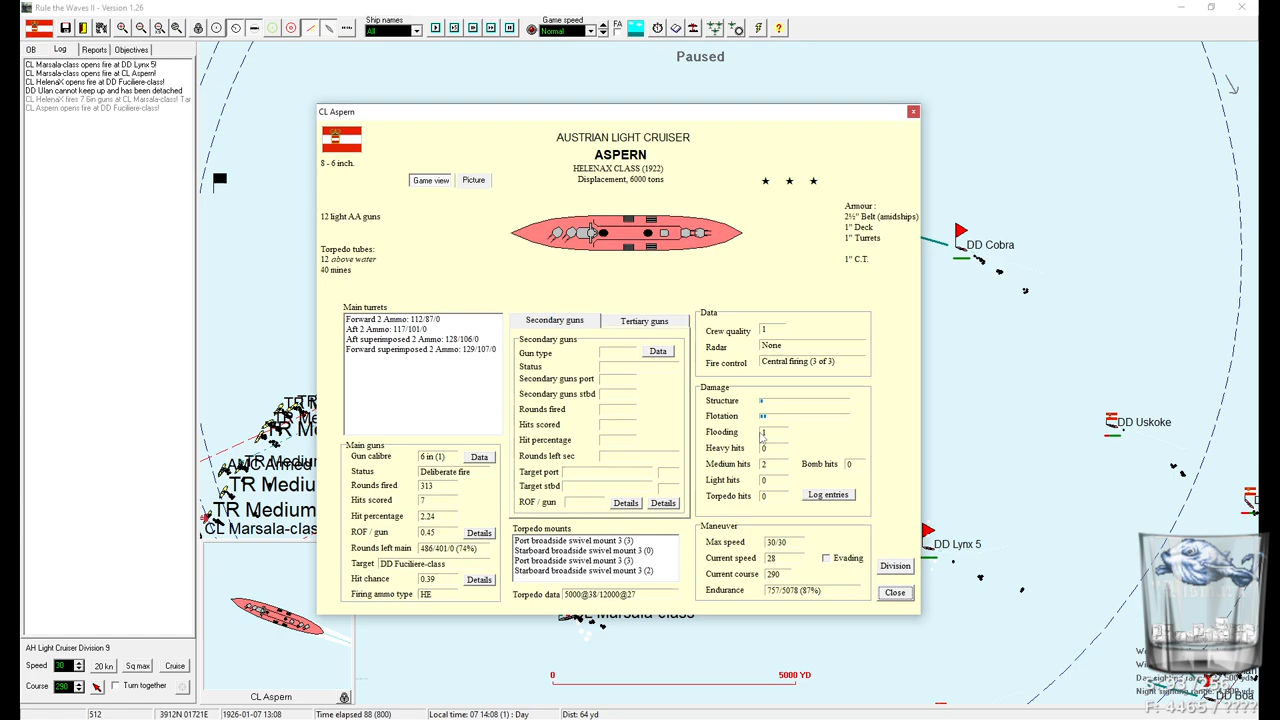 Rule the Waves II - Version 1.26
Ship names
All
Game speed
Normal
FA
OB
Log
Reports
Objectives
CL Marsala-class opens fire at DD Lynx 5!
CL Marsala-class opens fire at CL Aspern!
CL HelenaX opens fire at DD Fuciliere-class!
DD Ulan cannot keep up and has been detached
CL HelenaX fires 7 6in guns at CL Marsala-class! Tar
CL Aspern opens fire at DD Fuciliere-class!
Paused
CL Aspern
AUSTRIAN LIGHT CRUISER
ASPERN
HELENAX CLASS (1922)
Displacement, 6000 tons
8 - 6 inch.
Game view
Picture
12 light AA guns
Torpedo tubes:
12 above water
40 mines
Armour :
2½" Belt (amidships)
1" Deck
1" Turrets
1" C.T.
Main turrets
Forward 2 Ammo: 112/87/0
Aft 2 Ammo: 117/101/0
Aft superimposed 2 Ammo: 128/106/0
Forward superimposed 2 Ammo: 129/107/0
Main guns
Gun calibre 6 in (1) Data
Status Deliberate fire
Rounds fired 313
Hits scored 7
Hit percentage 2.24
ROF / gun 0.45 Details
Rounds left main 486/401/0 (74%)
Target DD Fuciliere-class
Hit chance 0.39 Details
Firing ammo type HE
Secondary guns
Tertiary guns
Secondary guns
Gun type Data
Status
Secondary guns port
Secondary guns stbd
Rounds fired
Hits scored
Hit percentage
Rounds left sec
Target port
Target stbd
ROF / gun Details Details
Torpedo mounts
Port broadside swivel mount 3 (3)
Starboard broadside swivel mount 3 (0)
Port broadside swivel mount 3 (3)
Starboard broadside swivel mount 3 (2)
Torpedo data 5000@38/12000@27
Data
Crew quality 1
Radar None
Fire control Central firing (3 of 3)
Damage
Structure
Flotation
Flooding 1
Heavy hits 0
Medium hits 2 Bomb hits 0
Light hits 0
Torpedo hits 0 Log entries
Maneuver
Max speed 30/30
Current speed 28 Evading
Current course 290
Endurance 757/5078 (87%)
Division
Close
DD Cobra
DD Uskoke
DD Lynx 5
TR Medium
TR Medium
TR Medium
CL Marsala-clas
CL Marsala-class
0 5000 YD
AH Light Cruiser Division 9
Speed 30 20 kn Sq max Cruise
Course 290 Turn together
CL Aspern
DD Boa
512
3912N 01721E
1926-01-07 13:08
Time elapsed 88 (800)
Local time: 07 14:08 (1) : Day
Dist: 64 yd